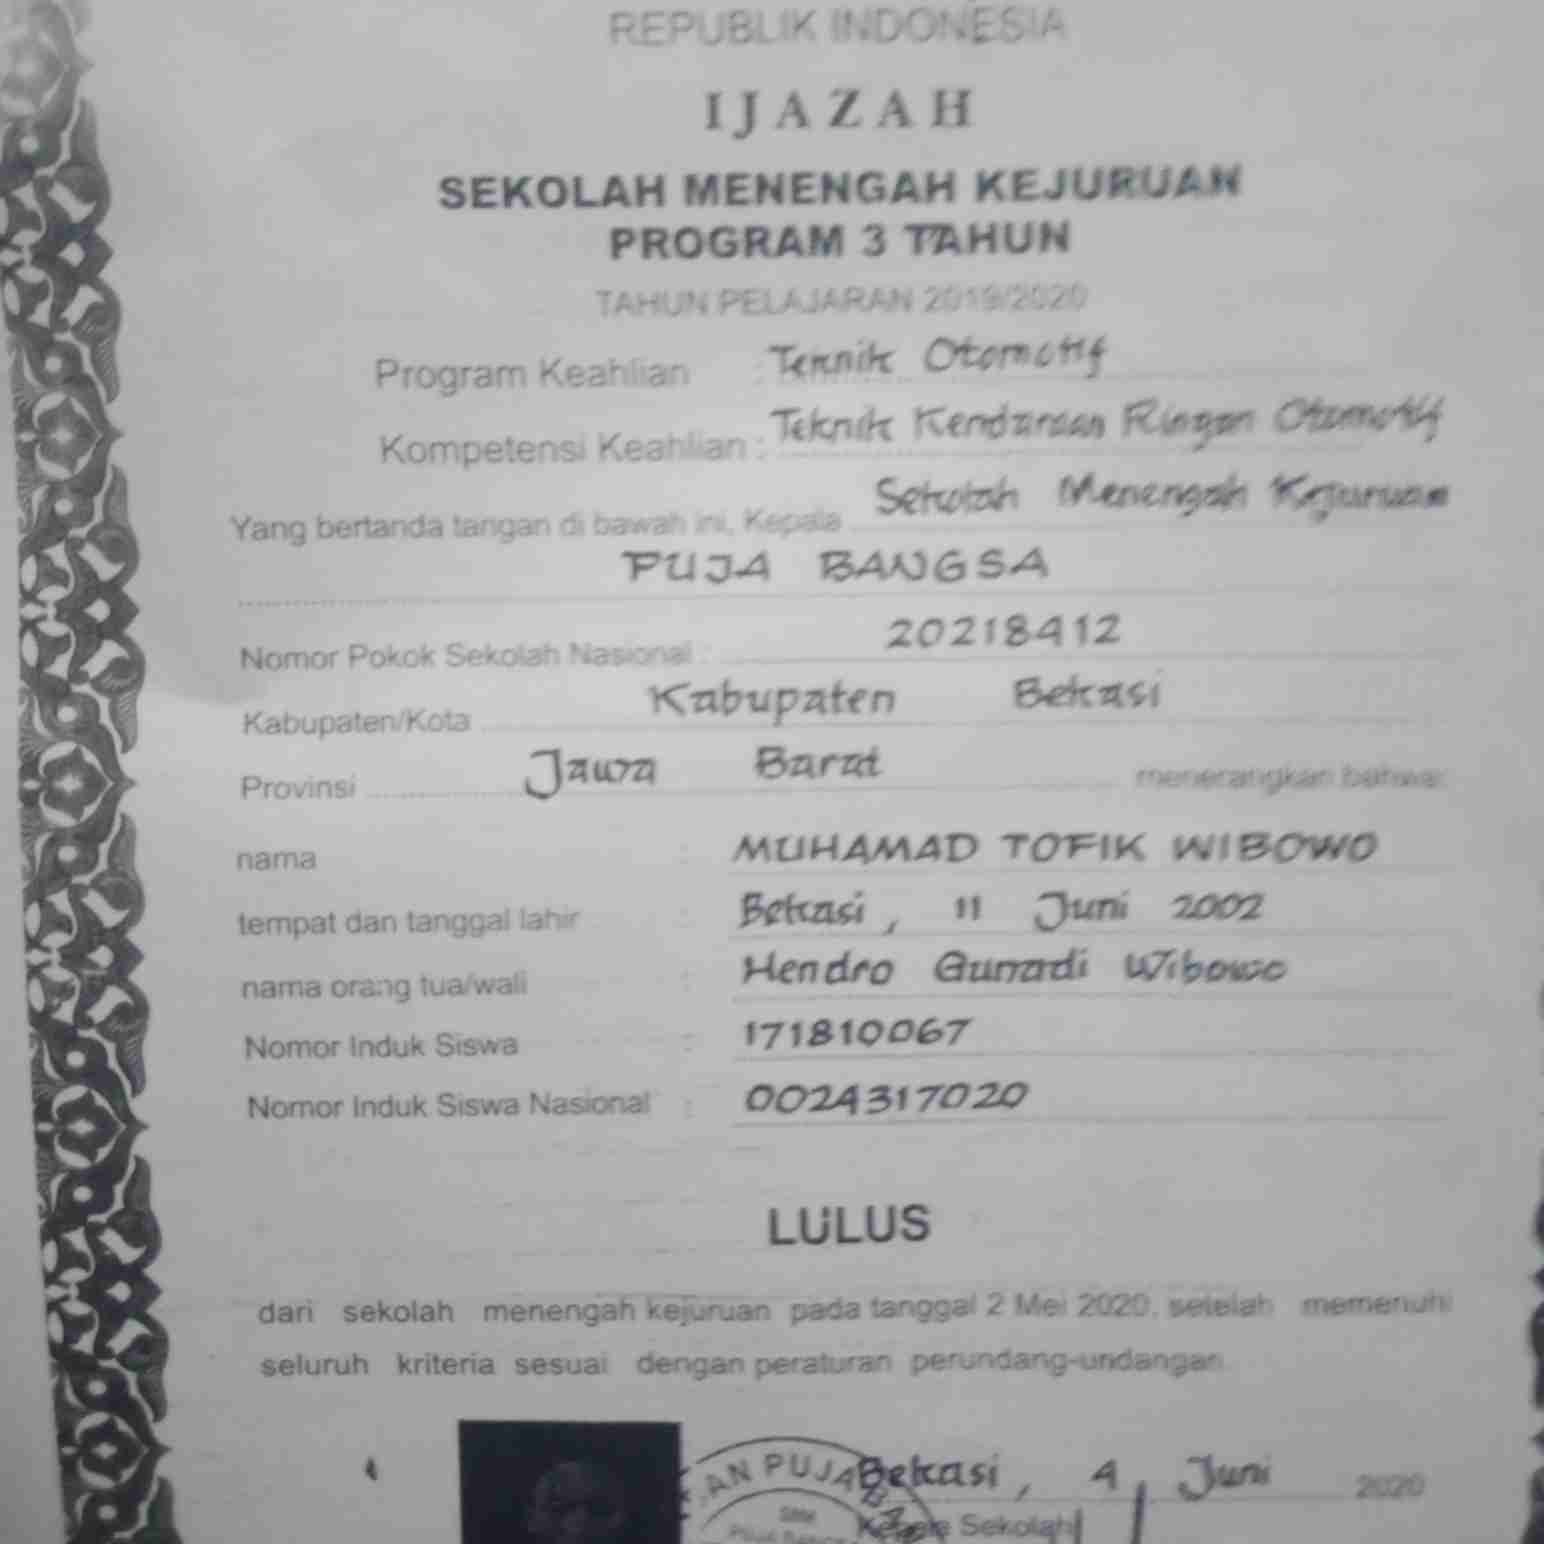 REPUBLIK INDONESIA
IJAZAH
SEKOLAH MENENGAH KEJURUAN
PROGRAM 3 TAHUN
TAHUN PELAJARAN 2019/2020
Program Keahlian : Teknik Otomotif
Kompetensi Keahlian : Teknik Kendaraan Ringan Otomotif
Yang bertanda tangan di bawah ini, Kepala Sekolah Menengah Kejuruan
PUJA BANGSA
Nomor Pokok Sekolah Nasional : 20218412
Kabupaten/Kota Kabupaten Bekasi
Provinsi Jawa Barat menerangkan bahwa:
nama : MUHAMAD TOFIK WIBOWO
tempat dan tanggal lahir : Bekasi, 11 Juni 2002
nama orang tua/wali : Hendro Gunadi Wibowo
Nomor Induk Siswa : 171810067
Nomor Induk Siswa Nasional : 0024317020
LULUS
dari sekolah menengah kejuruan pada tanggal 2 Mei 2020, setelah memenuhi
seluruh kriteria sesuai dengan peraturan perundang-undangan.
Bekasi, 4 Juni 2020
Kepala Sekolah